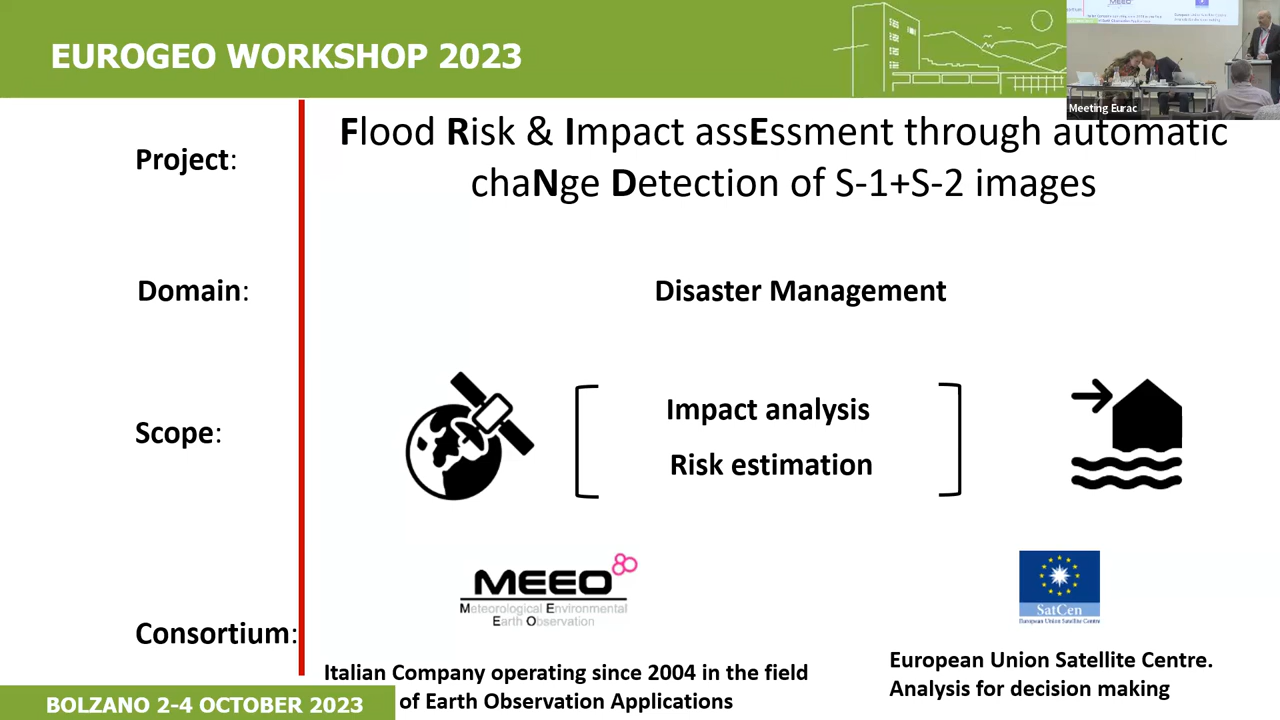 EUROGEO WORKSHOP 2023
MEEO
Meeting Eurac
Project:
Flood Risk & Impact assEssment through automatic
chaNge Detection of S-1+S-2 images
Domain:
Disaster Management
Scope:
Impact analysis
Risk estimation
Consortium:
MEEO
Meteorological Environmental
Earth Observation
SatCen
European Union Satellite Centre
Italian Company operating since 2004 in the field
of Earth Observation Applications
European Union Satellite Centre.
Analysis for decision making
BOLZANO 2-4 OCTOBER 2023